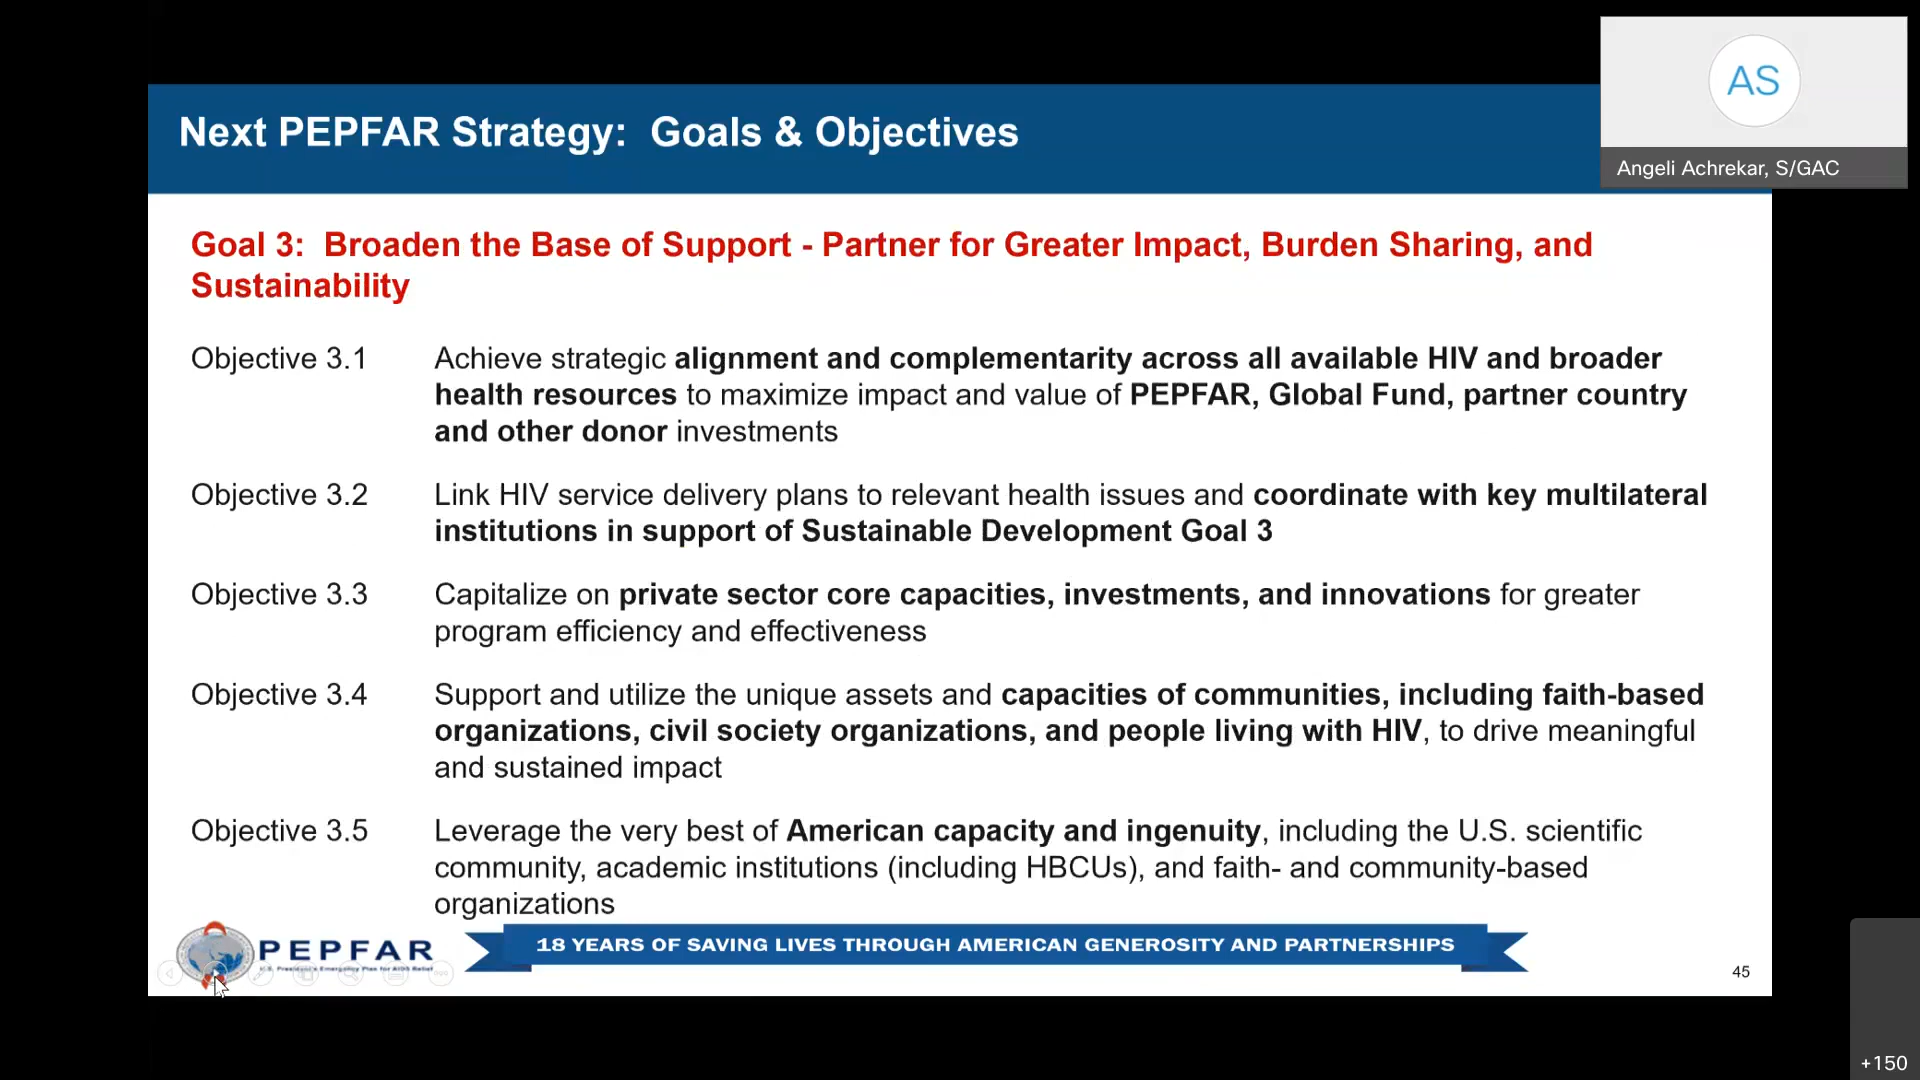 AS
Angeli Achrekar, S/GAC
Next PEPFAR Strategy: Goals & Objectives
Goal 3: Broaden the Base of Support - Partner for Greater Impact, Burden Sharing, and
Sustainability
Objective 3.1 Achieve strategic alignment and complementarity across all available HIV and broader
health resources to maximize impact and value of PEPFAR, Global Fund, partner country
and other donor investments
Objective 3.2 Link HIV service delivery plans to relevant health issues and coordinate with key multilateral
institutions in support of Sustainable Development Goal 3
Objective 3.3 Capitalize on private sector core capacities, investments, and innovations for greater
program efficiency and effectiveness
Objective 3.4 Support and utilize the unique assets and capacities of communities, including faith-based
organizations, civil society organizations, and people living with HIV, to drive meaningful
and sustained impact
Objective 3.5 Leverage the very best of American capacity and ingenuity, including the U.S. scientific
community, academic institutions (including HBCUs), and faith- and community-based
organizations
PEPFAR
U.S. President's Emergency Plan for AIDS Relief
18 YEARS OF SAVING LIVES THROUGH AMERICAN GENEROSITY AND PARTNERSHIPS
45
+150